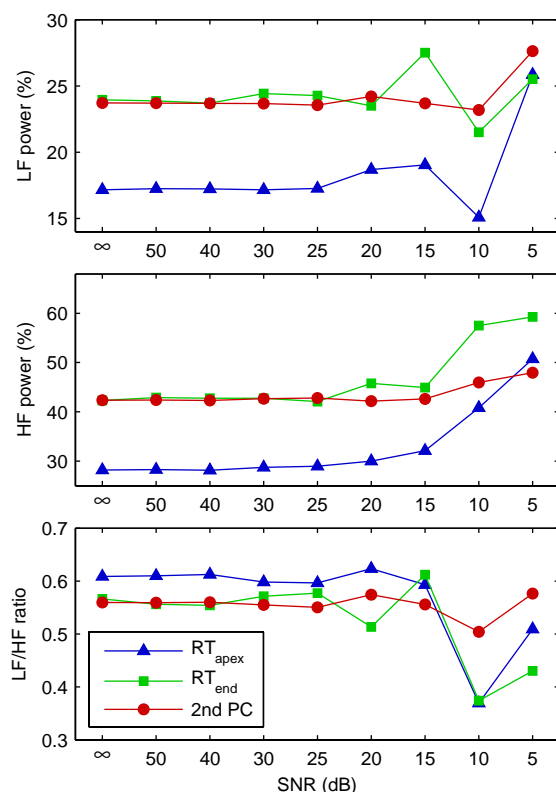 30
25
20
15
LF power (%)
∞ 50 40 30 25 20 15 10 5
60
50
40
30
HF power (%)
∞ 50 40 30 25 20 15 10 5
0.7
0.6
0.5
0.4
0.3
LF/HF ratio
RTapex
RTend
2nd PC
∞ 50 40 30 25 20 15 10 5
SNR (dB)